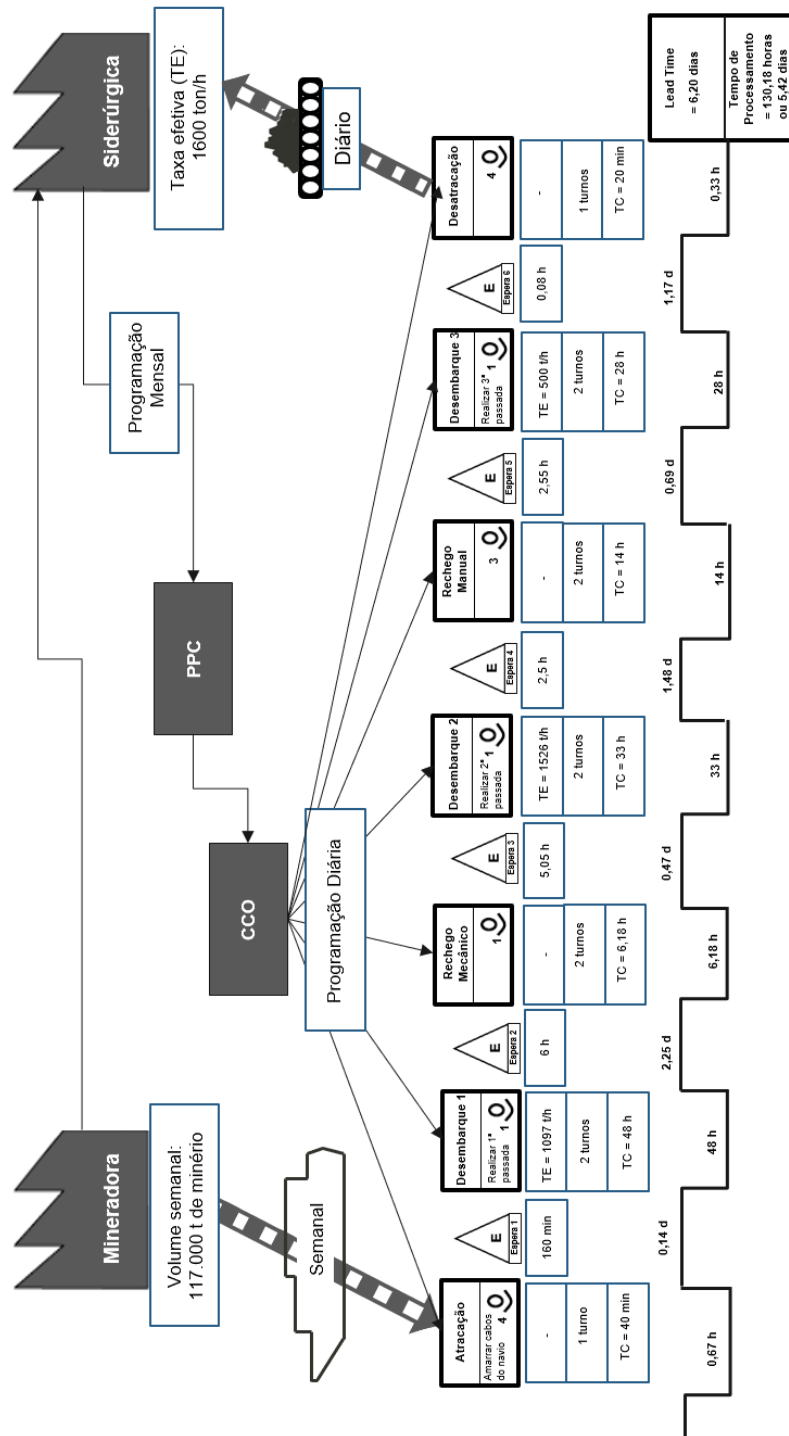 Mineradora
Volume semanal:
117.000 t de minério
Semanal
Siderúrgica
Taxa efetiva (TE):
1600 ton/h
Diário
Programação
Mensal
PPC
CCO
Programação Diária
Atracação
Amarrar cabos
do navio
4
-
1 turno
TC = 40 min
E
Espera 1
160 min
Desembarque 1
Realizar 1ª
passada
1
TE = 1097 t/h
2 turnos
TC = 48 h
E
Espera 2
6 h
Rechego
Mecânico
1
-
2 turnos
TC = 6,18 h
E
Espera 3
5,05 h
Desembarque 2
Realizar 2ª
passada
1
TE = 1526 t/h
2 turnos
TC = 33 h
E
Espera 4
2,5 h
Rechego
Manual
3
-
2 turnos
TC = 14 h
E
Espera 5
2,55 h
Desembarque 3
Realizar 3ª
passada
1
TE = 500 t/h
2 turnos
TC = 28 h
E
Espera 6
0,08 h
Desatracação
4
-
1 turnos
TC = 20 min
0,67 h
0,14 d
48 h
2,25 d
6,18 h
0,47 d
33 h
1,48 d
14 h
0,69 d
28 h
1,17 d
0,33 h
Lead Time
= 6,20 dias
Tempo de
Processamento
= 130,18 horas
ou 5,42 dias